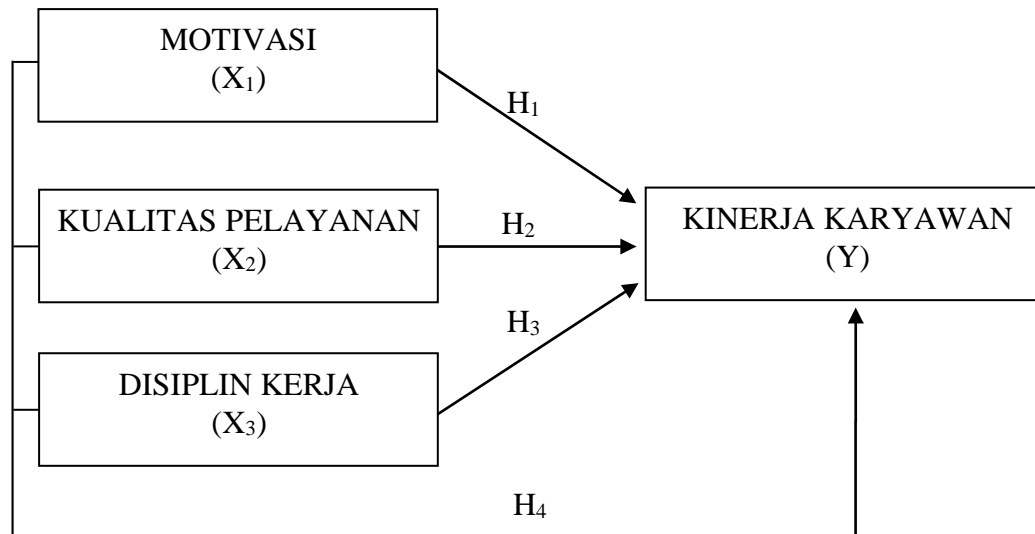 MOTIVASI
(X₁)
H₁
KUALITAS PELAYANAN
(X₂)
H₂
KINERJA KARYAWAN
(Y)
H₃
DISIPLIN KERJA
(X₃)
H₄